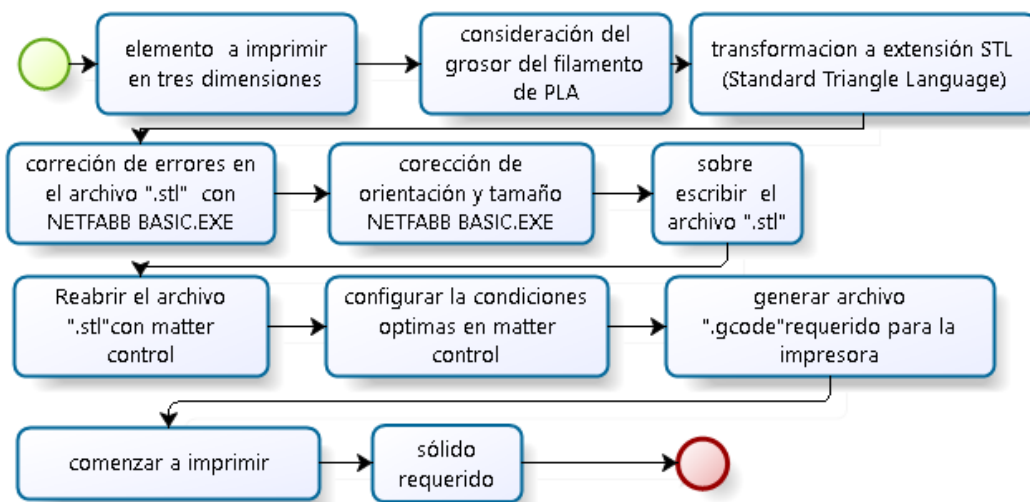 elemento a imprimir
en tres dimensiones
consideración del
grosor del filamento
de PLA
transformacion a extensión STL
(Standard Triangle Language)
correción de errores en
el archivo ".stl" con
NETFABB BASIC.EXE
corección de
orientación y tamaño
NETFABB BASIC.EXE
sobre
escribir el
archivo ".stl"
Reabrir el archivo
".stl"con matter
control
configurar la condiciones
optimas en matter
control
generar archivo
".gcode"requerido para la
impresora
comenzar a imprimir
sólido
requerido